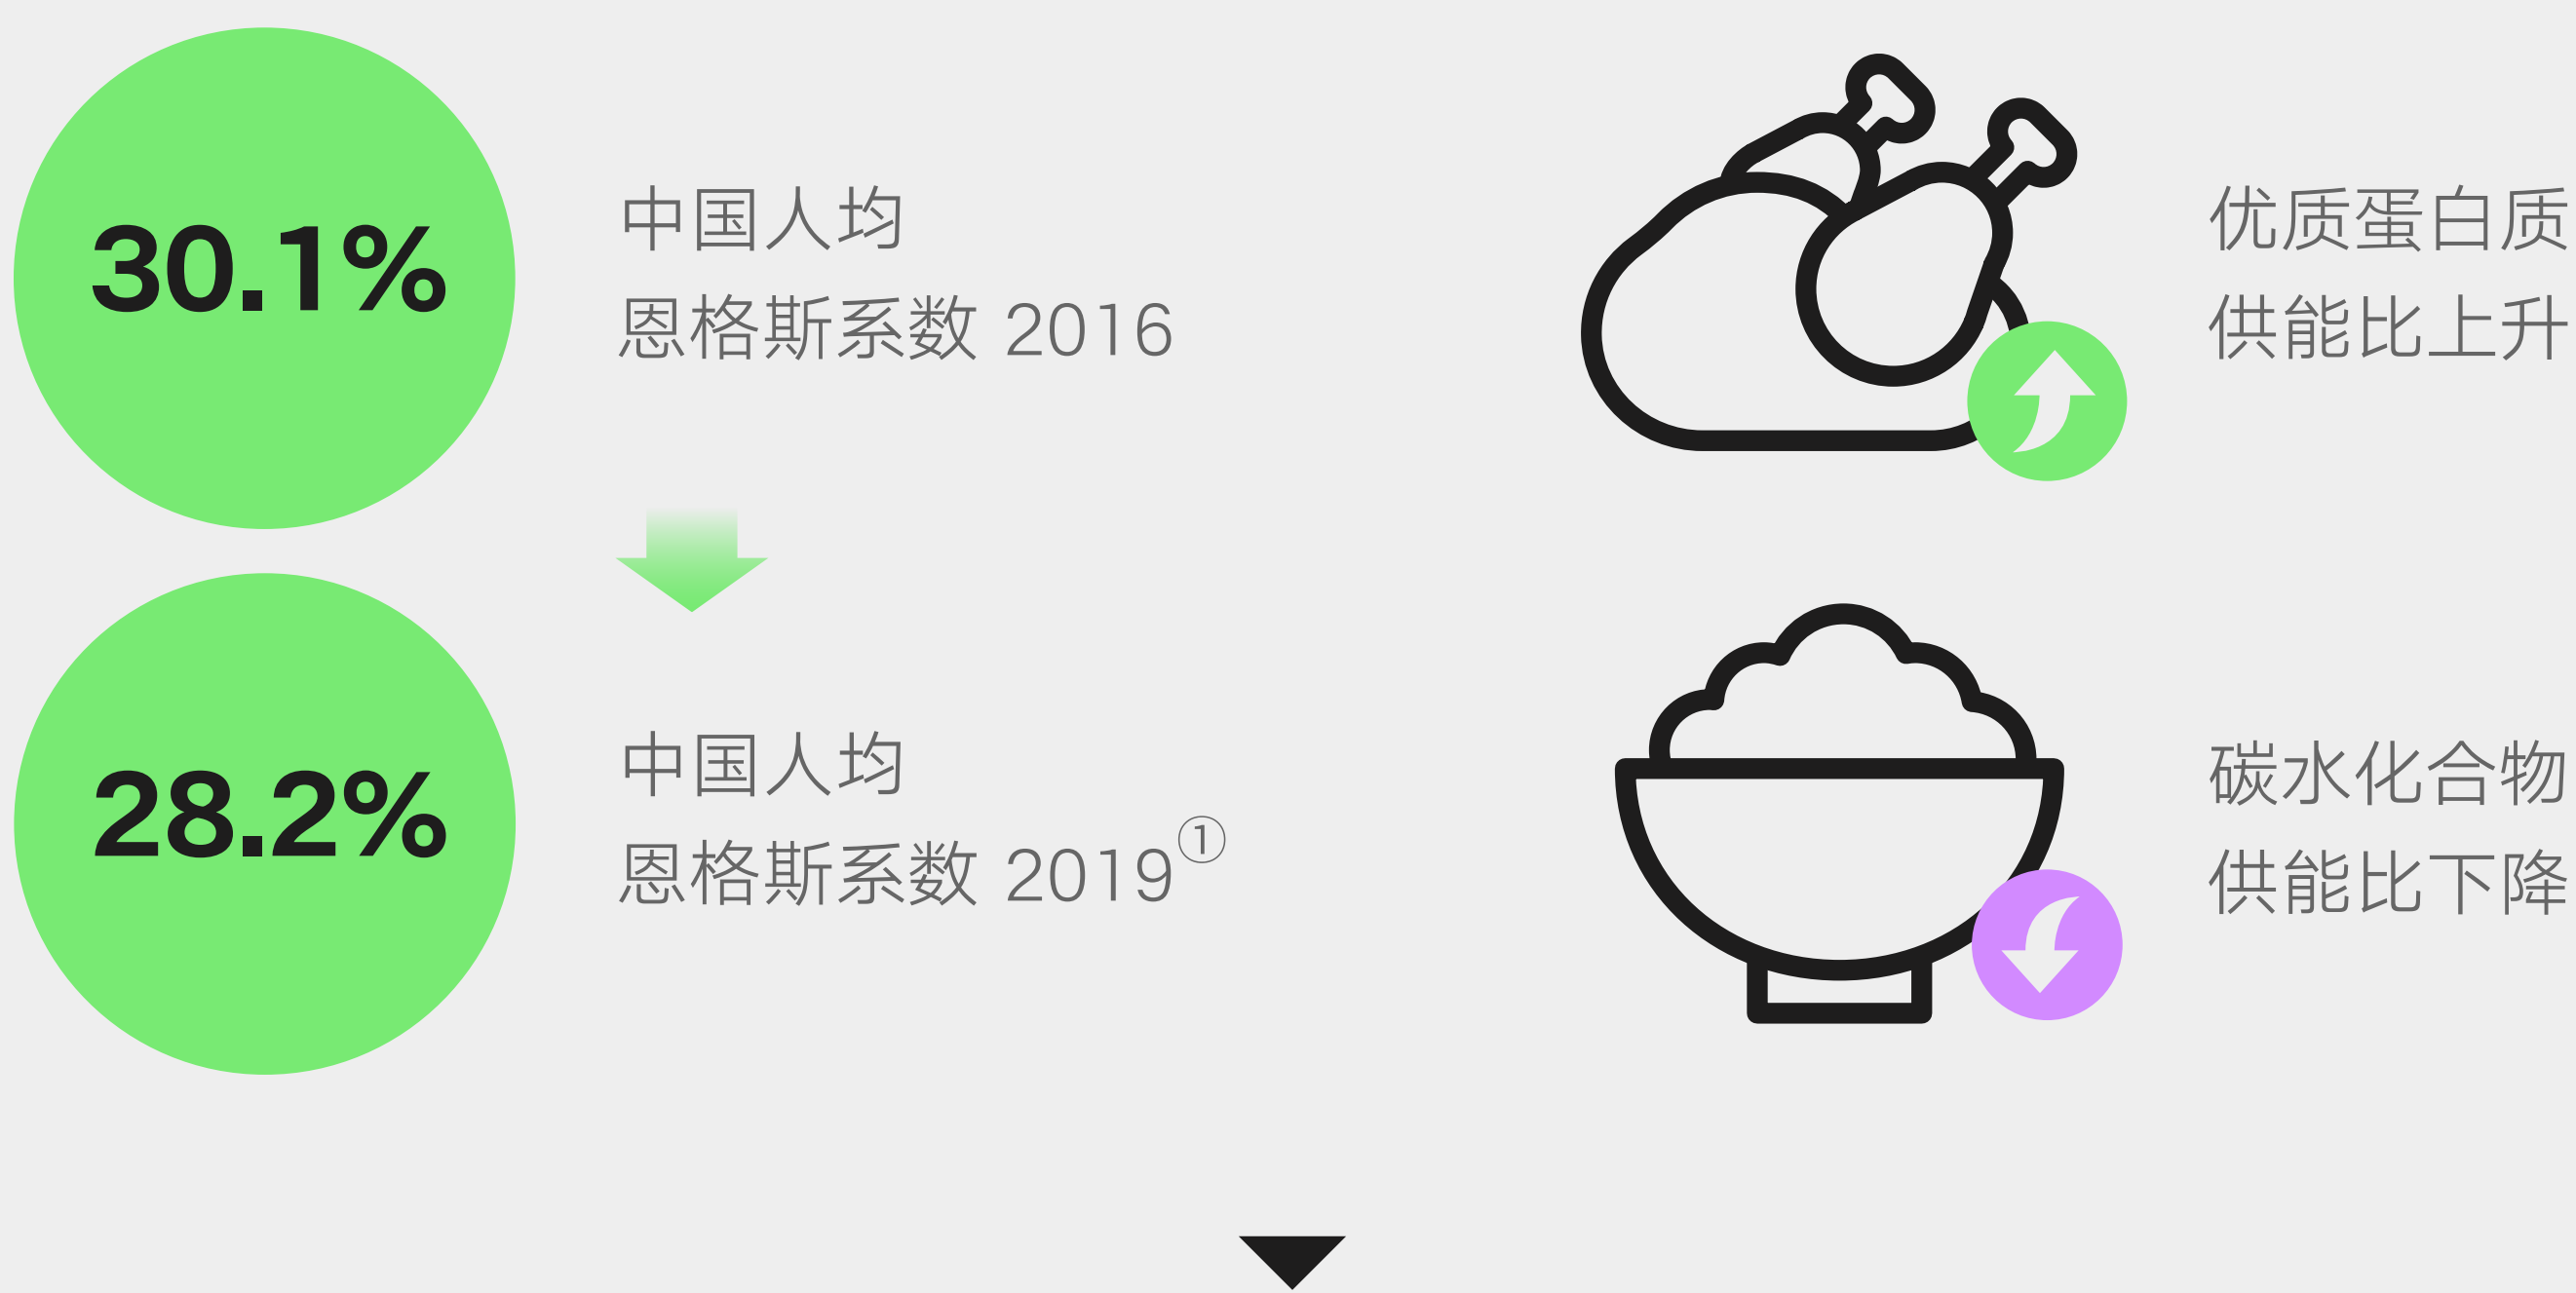 30.1%
中国人均
恩格斯系数 2016
28.2%
中国人均
恩格斯系数 2019①
优质蛋白质
供能比上升
碳水化合物
供能比下降